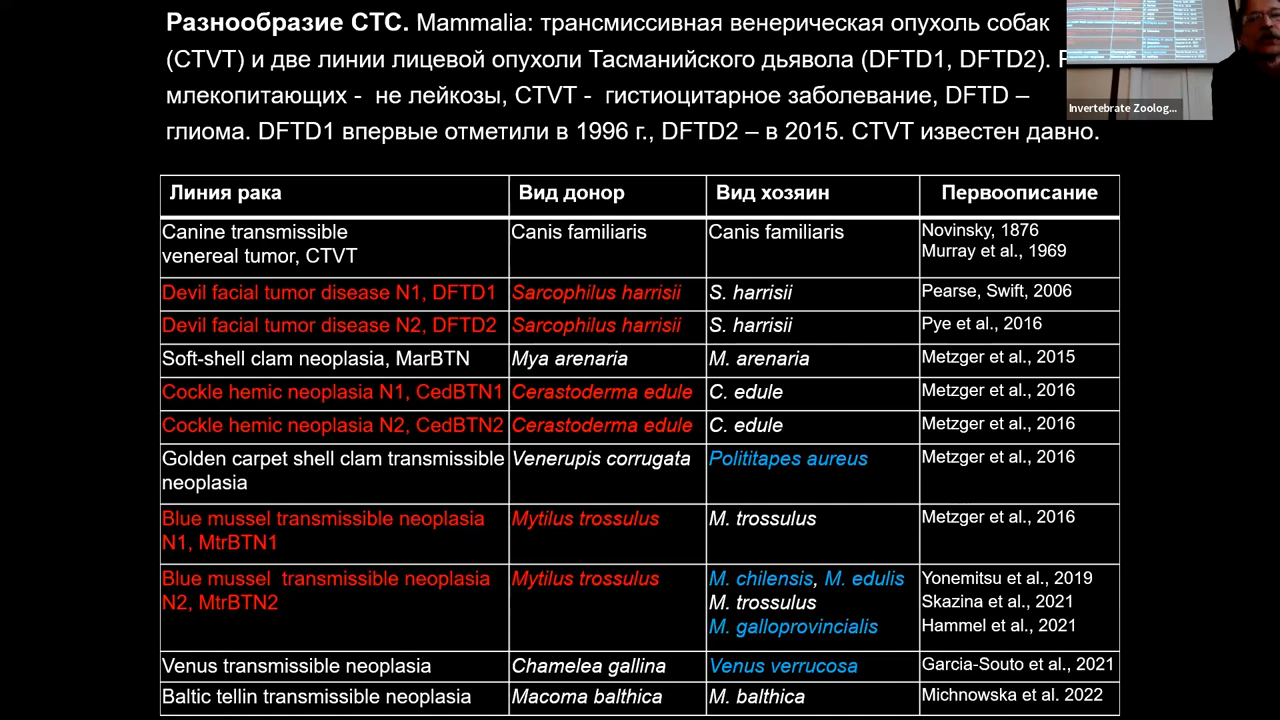 Разнообразие СТС. Mammalia: трансмиссивная венерическая опухоль собак
(CTVT) и две линии лицевой опухоли Тасманийского дьявола (DFTD1, DFTD2).
млекопитающих - не лейкозы, CTVT - гистиоцитарное заболевание, DFTD –
глиома. DFTD1 впервые отметили в 1996 г., DFTD2 – в 2015. CTVT известен давно.
Invertebrate Zoolog...
Линия рака Вид донор Вид хозяин Первоописание
Canine transmissible
venereal tumor, CTVT
Canis familiaris
Canis familiaris
Novinsky, 1876
Murray et al., 1969
Devil facial tumor disease N1, DFTD1 Sarcophilus harrisii S. harrisii Pearse, Swift, 2006
Devil facial tumor disease N2, DFTD2 Sarcophilus harrisii S. harrisii Pye et al., 2016
Soft-shell clam neoplasia, MarBTN Mya arenaria M. arenaria Metzger et al., 2015
Cockle hemic neoplasia N1, CedBTN1 Cerastoderma edule C. edule Metzger et al., 2016
Cockle hemic neoplasia N2, CedBTN2 Cerastoderma edule C. edule Metzger et al., 2016
Golden carpet shell clam transmissible
neoplasia
Venerupis corrugata
Polititapes aureus
Metzger et al., 2016
Blue mussel transmissible neoplasia
N1, MtrBTN1
Mytilus trossulus
M. trossulus
Metzger et al., 2016
Blue mussel transmissible neoplasia
N2, MtrBTN2
Mytilus trossulus
M. chilensis, M. edulis
M. trossulus
M. galloprovincialis
Yonemitsu et al., 2019
Skazina et al., 2021
Hammel et al., 2021
Venus transmissible neoplasia Chamelea gallina Venus verrucosa Garcia-Souto et al., 2021
Baltic tellin transmissible neoplasia Macoma balthica M. balthica Michnowska et al. 2022